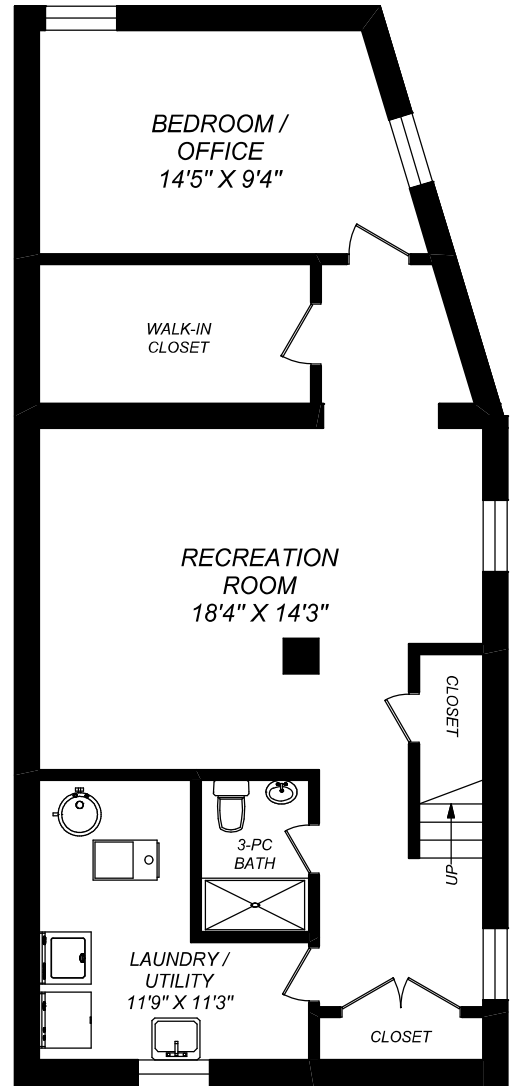 BEDROOM /
OFFICE
14'5" X 9'4"
WALK-IN
CLOSET
RECREATION
ROOM
18'4" X 14'3"
CLOSET
3-PC
BATH
UP
LAUNDRY /
UTILITY
11'9" X 11'3"
CLOSET